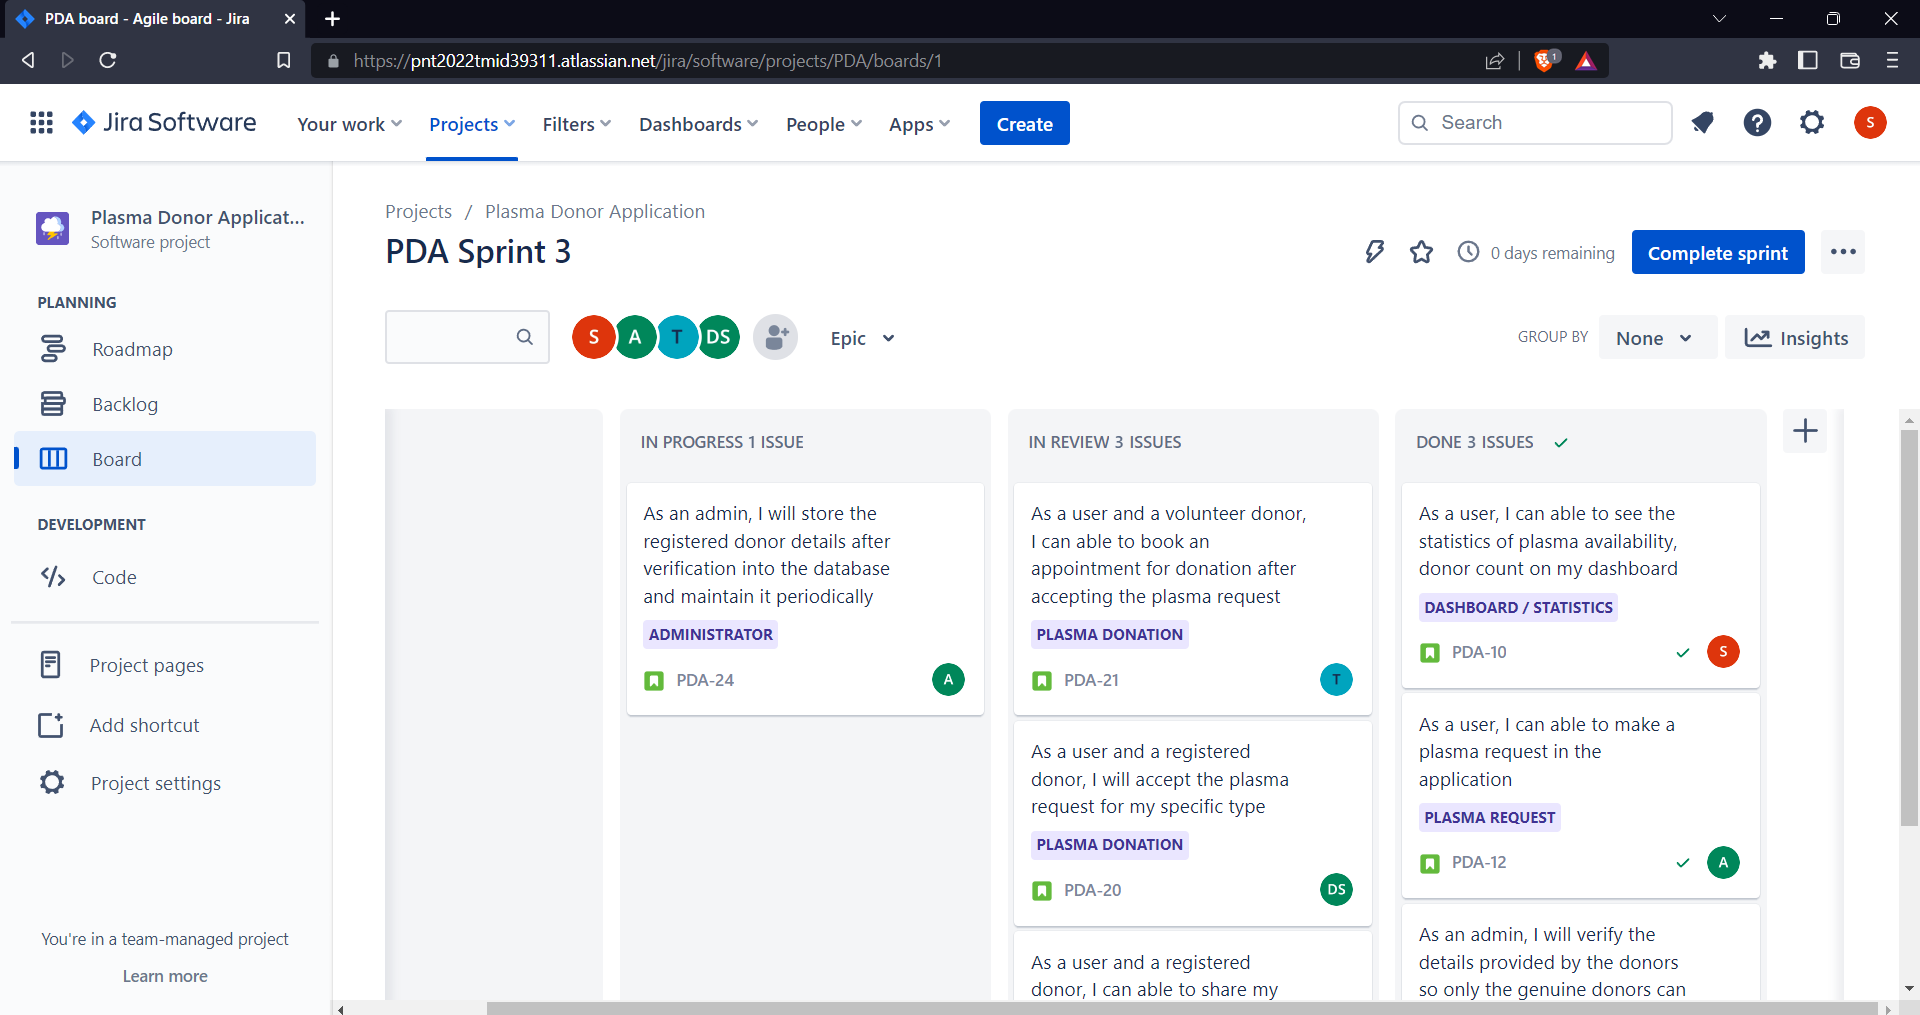 PDA board - Agile board - Jira
https://pnt2022tmid39311.atlassian.net/jira/software/projects/PDA/boards/1
1
Jira Software
Your work
Projects
Filters
Dashboards
People
Apps
Create
Search
S
Plasma Donor Applicat...
Software project
PLANNING
Roadmap
Backlog
Board
DEVELOPMENT
Code
Project pages
Add shortcut
Project settings
You're in a team-managed project
Learn more
Projects / Plasma Donor Application
PDA Sprint 3
0 days remaining
Complete sprint
S
A
T
DS
Epic
GROUP BY
None
Insights
IN PROGRESS 1 ISSUE
As an admin, I will store the
registered donor details after
verification into the database
and maintain it periodically
ADMINISTRATOR
PDA-24
A
IN REVIEW 3 ISSUES
As a user and a volunteer donor,
I can able to book an
appointment for donation after
accepting the plasma request
PLASMA DONATION
PDA-21
T
As a user and a registered
donor, I will accept the plasma
request for my specific type
PLASMA DONATION
PDA-20
DS
As a user and a registered
donor, I can able to share my
DONE 3 ISSUES
As a user, I can able to see the
statistics of plasma availability,
donor count on my dashboard
DASHBOARD / STATISTICS
PDA-10
S
As a user, I can able to make a
plasma request in the
application
PLASMA REQUEST
PDA-12
A
As an admin, I will verify the
details provided by the donors
so only the genuine donors can